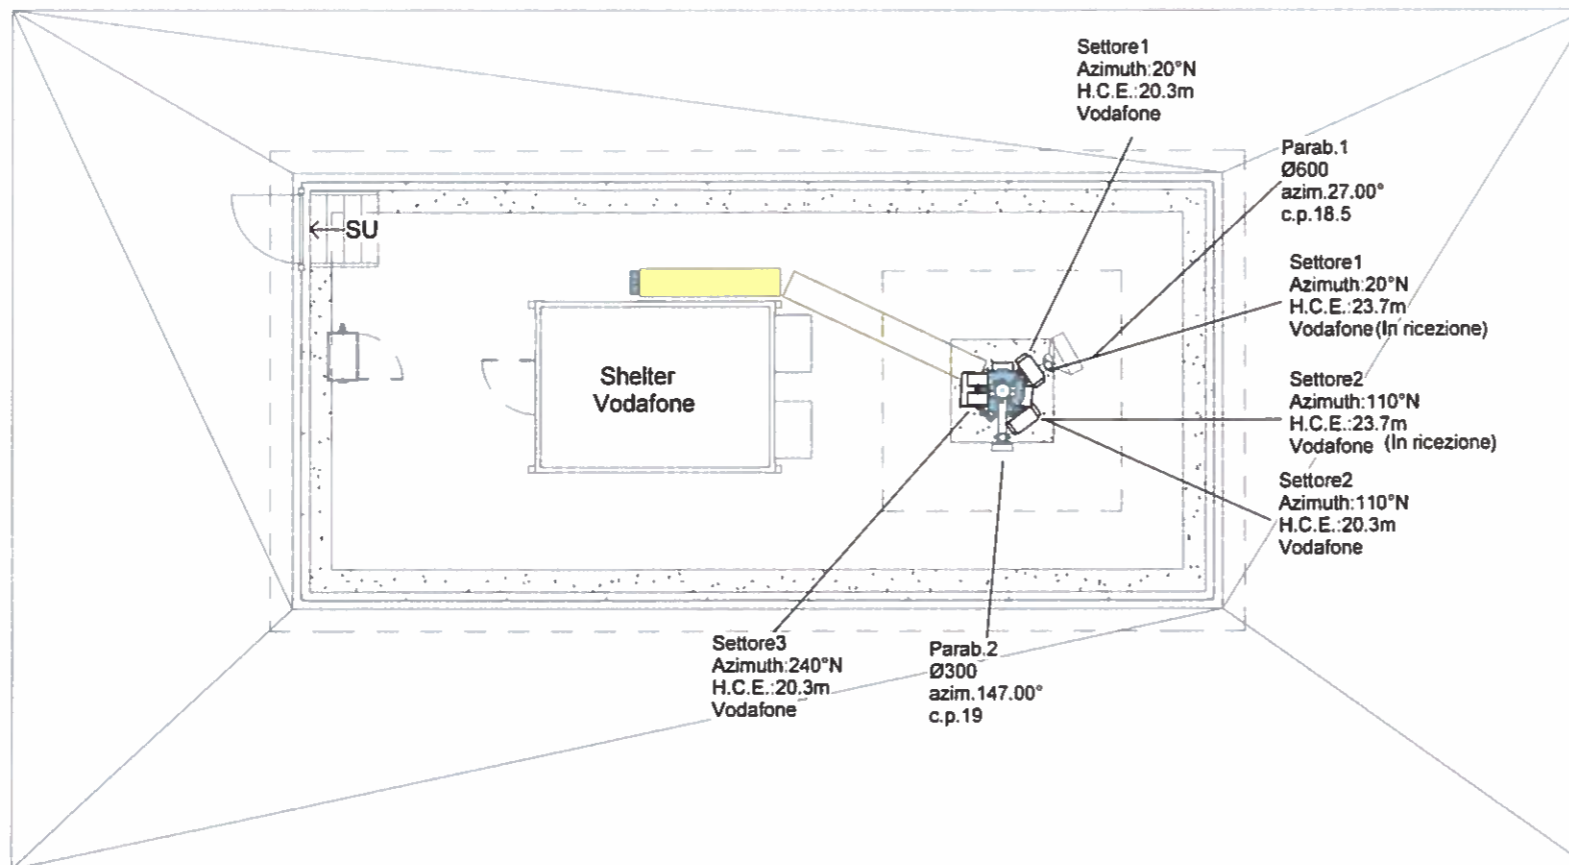 Settore1
Azimuth:20°N
H.C.E.:20.3m
Vodafone
Parab.1
Ø600
azim.27.00°
c.p.18.5
SU
Settore1
Azimuth:20°N
H.C.E.:23.7m
Vodafone(In ricezione)
Shelter
Vodafone
Settore2
Azimuth:110°N
H.C.E.:23.7m
Vodafone (In ricezione)
Settore2
Azimuth:110°N
H.C.E.:20.3m
Vodafone
Settore3
Azimuth:240°N
H.C.E.:20.3m
Vodafone
Parab.2
Ø300
azim.147.00°
c.p.19